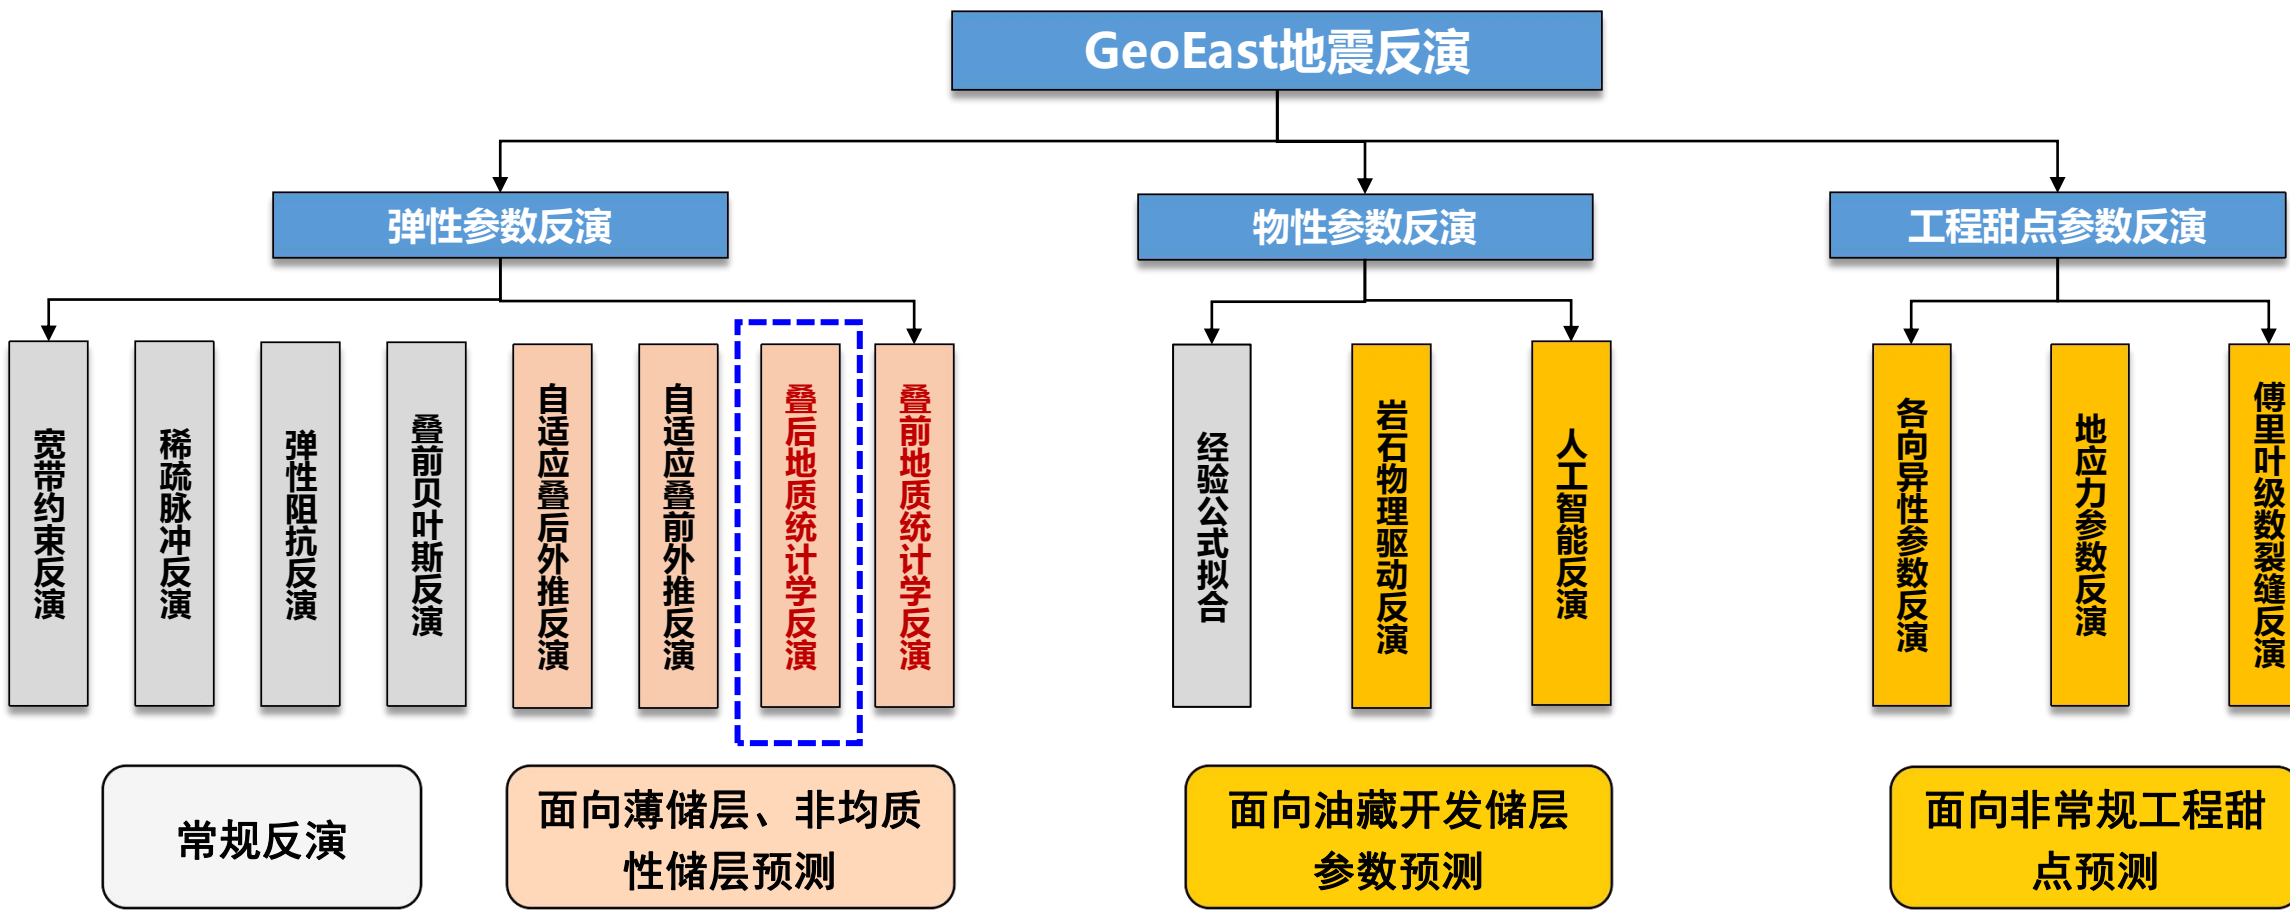 GeoEast地震反演
弹性参数反演
物性参数反演
工程甜点参数反演
宽带约束反演
稀疏脉冲反演
弹性阻抗反演
叠前贝叶斯反演
自适应叠后外推反演
自适应叠前外推反演
叠后地质统计学反演
叠前地质统计学反演
经验公式拟合
岩石物理驱动反演
人工智能反演
各向异性参数反演
地应力参数反演
傅里叶级数裂缝反演
常规反演
面向薄储层、非均质
性储层预测
面向油藏开发储层
参数预测
面向非常规工程甜
点预测